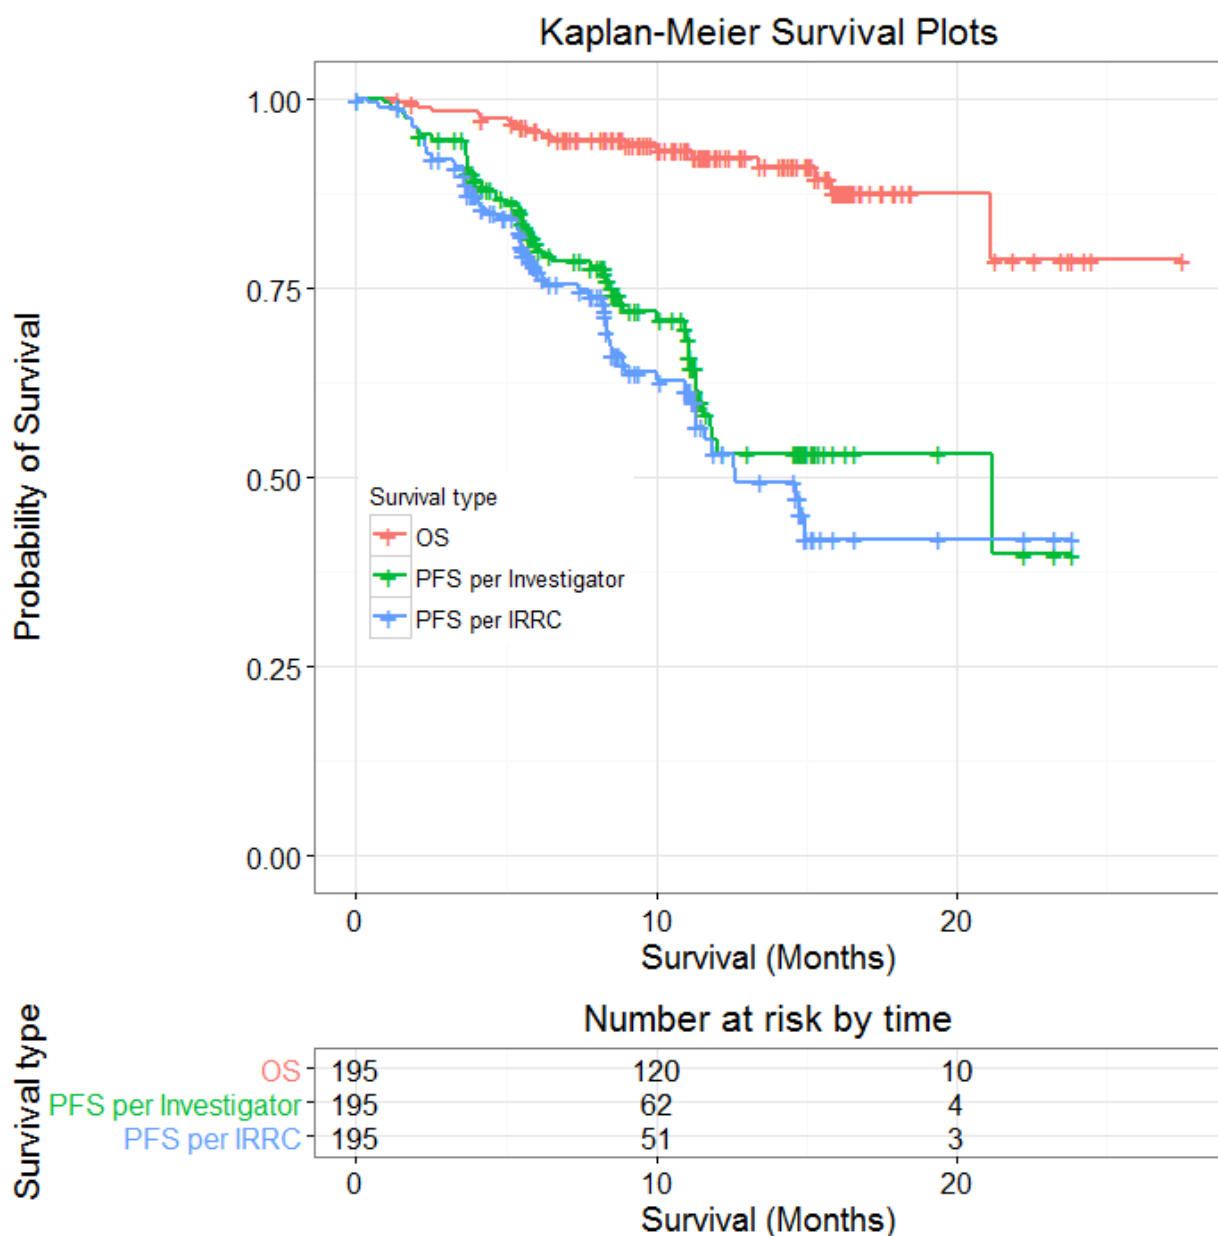 Kaplan-Meier Survival Plots
Probability of Survival
1.00
0.75
0.50
0.25
0.00
Survival type
OS
PFS per Investigator
PFS per IRRC
0 10 20
Survival (Months)
Number at risk by time
Survival type
OS 195 120 10
PFS per Investigator 195 62 4
PFS per IRRC 195 51 3
0 10 20
Survival (Months)